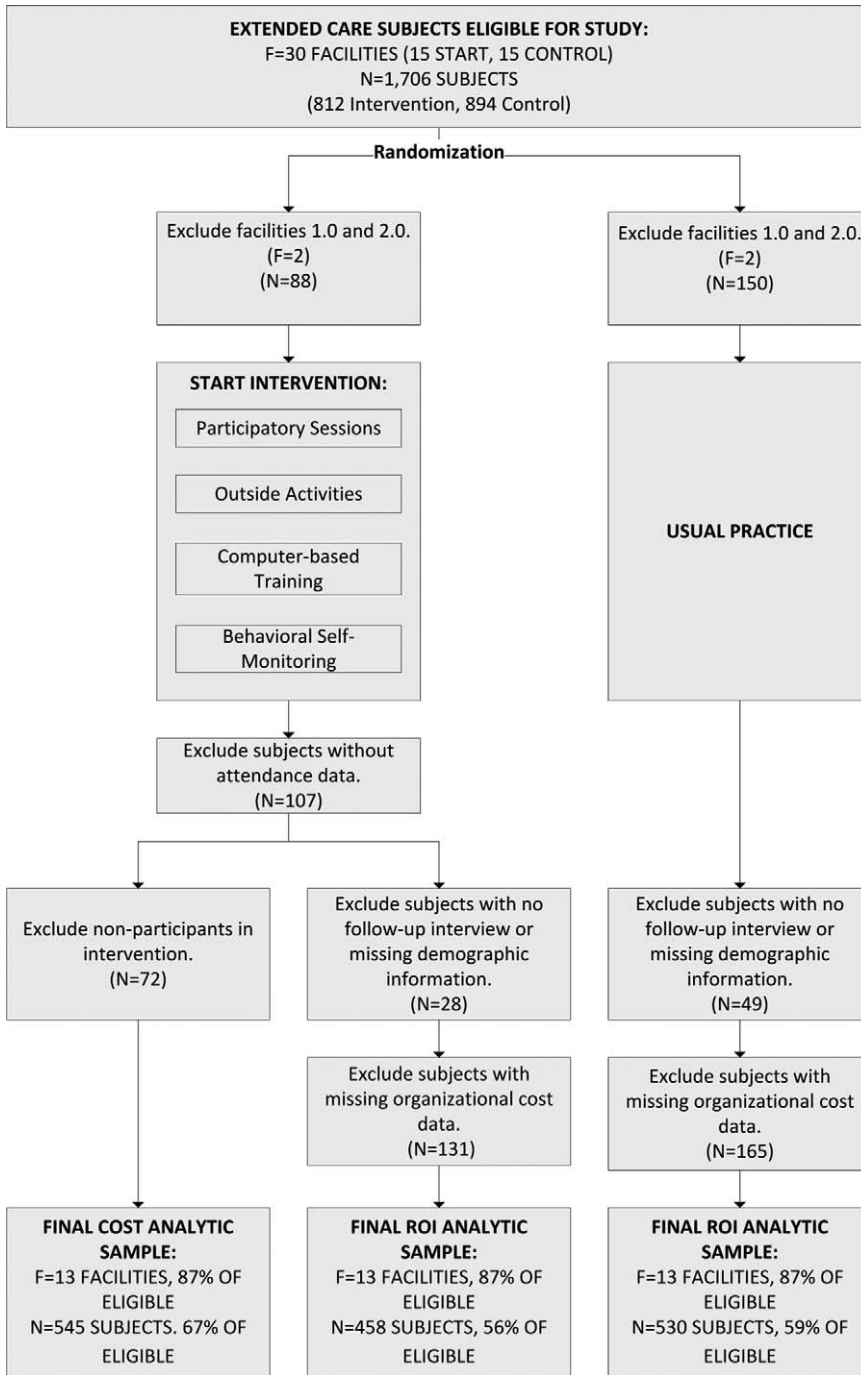 EXTENDED CARE SUBJECTS ELIGIBLE FOR STUDY:
F=30 FACILITIES (15 START, 15 CONTROL)
N=1,706 SUBJECTS
(812 Intervention, 894 Control)
Randomization
Exclude facilities 1.0 and 2.0.
(F=2)
(N=88)
Exclude facilities 1.0 and 2.0.
(F=2)
(N=150)
START INTERVENTION:
Participatory Sessions
Outside Activities
Computer-based
Training
Behavioral Self-
Monitoring
USUAL PRACTICE
Exclude subjects without
attendance data.
(N=107)
Exclude non-participants in
intervention.
(N=72)
Exclude subjects with no
follow-up interview or
missing demographic
information.
(N=28)
Exclude subjects with no
follow-up interview or
missing demographic
information.
(N=49)
Exclude subjects with
missing organizational cost
data.
(N=131)
Exclude subjects with
missing organizational cost
data.
(N=165)
FINAL COST ANALYTIC
SAMPLE:
F=13 FACILITIES, 87% OF
ELIGIBLE
N=545 SUBJECTS. 67% OF
ELIGIBLE
FINAL ROI ANALYTIC
SAMPLE:
F=13 FACILITIES, 87% OF
ELIGIBLE
N=458 SUBJECTS, 56% OF
ELIGIBLE
FINAL ROI ANALYTIC
SAMPLE:
F=13 FACILITIES, 87% OF
ELIGIBLE
N=530 SUBJECTS, 59% OF
ELIGIBLE